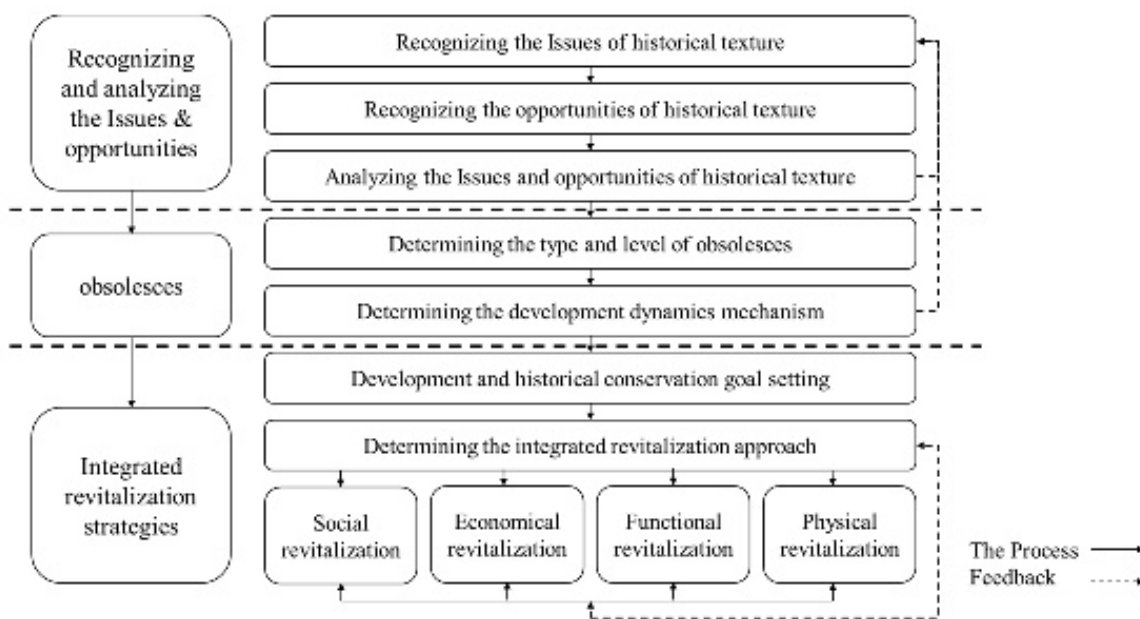 Recognizing
and analyzing
the Issues &
opportunities
Recognizing the Issues of historical texture
Recognizing the opportunities of historical texture
Analyzing the Issues and opportunities of historical texture
obsolesces
Determining the type and level of obsolesces
Determining the development dynamics mechanism
Integrated
revitalization
strategies
Development and historical conservation goal setting
Determining the integrated revitalization approach
Social
revitalization
Economical
revitalization
Functional
revitalization
Physical
revitalization
The Process
Feedback